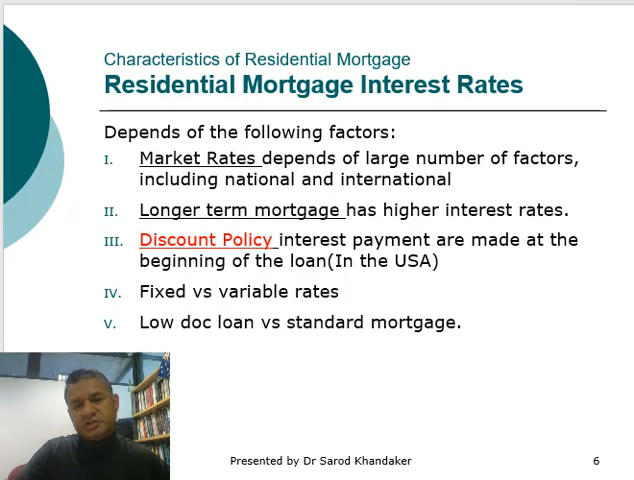 Characteristics of Residential Mortgage
Residential Mortgage Interest Rates
Depends of the following factors:
I. Market Rates depends of large number of factors,
including national and international
II. Longer term mortgage has higher interest rates.
III. Discount Policy interest payment are made at the
beginning of the loan(In the USA)
IV. Fixed vs variable rates
V. Low doc loan vs standard mortgage.
Presented by Dr Sarod Khandaker
6